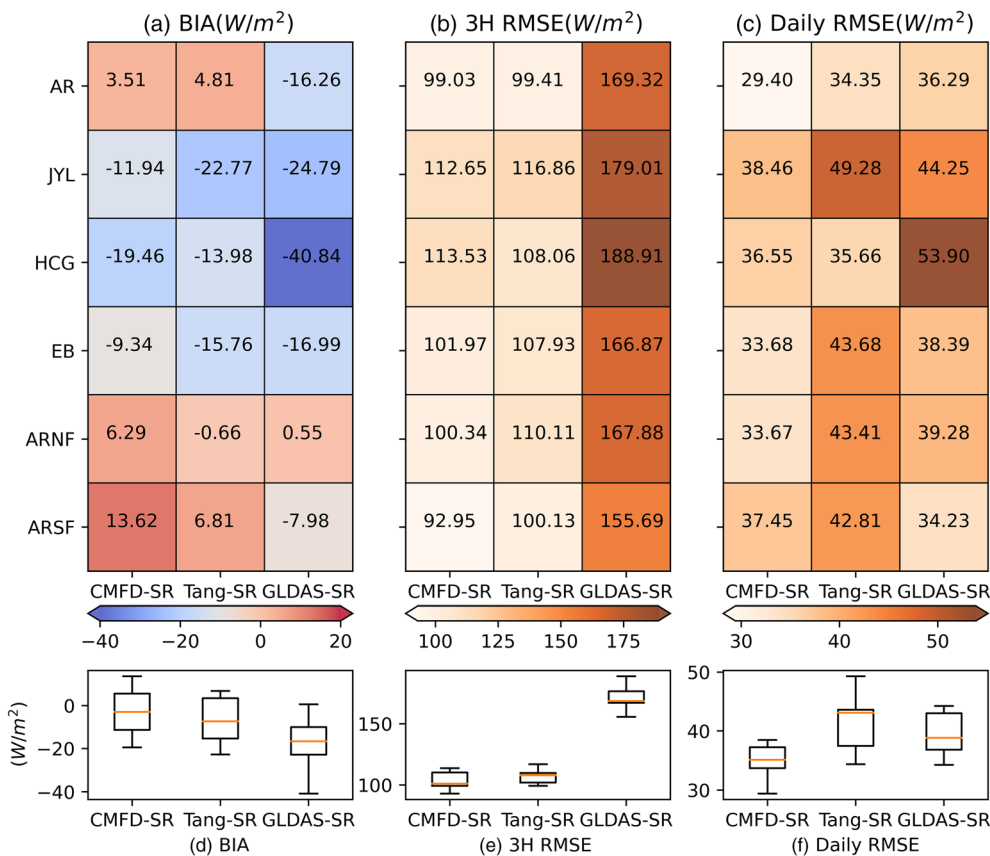 (a) BIA(W/m²) (b) 3H RMSE(W/m²) (c) Daily RMSE(W/m²)
AR 3.51 4.81 -16.26 99.03 99.41 169.32 29.40 34.35 36.29
JYL -11.94 -22.77 -24.79 112.65 116.86 179.01 38.46 49.28 44.25
HCG -19.46 -13.98 -40.84 113.53 108.06 188.91 36.55 35.66 53.90
EB -9.34 -15.76 -16.99 101.97 107.93 166.87 33.68 43.68 38.39
ARNF 6.29 -0.66 0.55 100.34 110.11 167.88 33.67 43.41 39.28
ARSF 13.62 6.81 -7.98 92.95 100.13 155.69 37.45 42.81 34.23
CMFD-SR Tang-SR GLDAS-SR CMFD-SR Tang-SR GLDAS-SR CMFD-SR Tang-SR GLDAS-SR
−40 −20 0 20 100 125 150 175 30 40 50
(W/m²)
0
−20
−40
150
100
50
40
30
CMFD-SR Tang-SR GLDAS-SR CMFD-SR Tang-SR GLDAS-SR CMFD-SR Tang-SR GLDAS-SR
(d) BIA (e) 3H RMSE (f) Daily RMSE